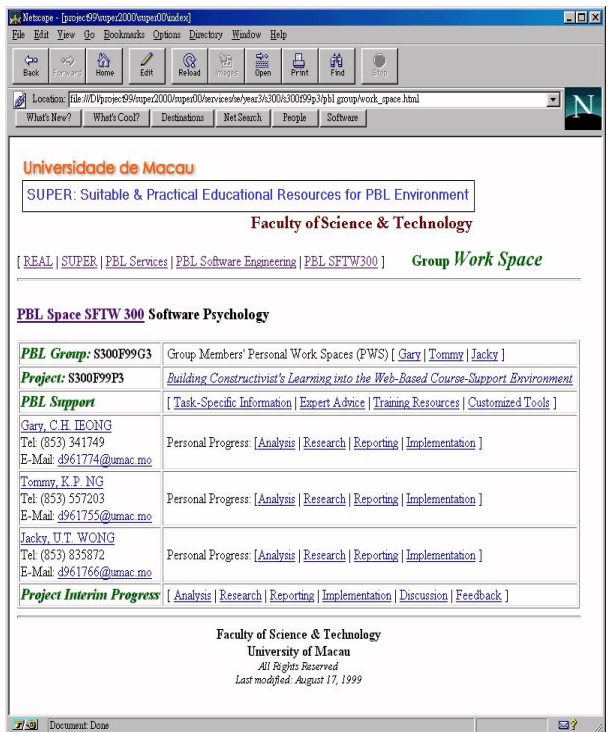 Netscape - [project99\super2000\super00\index]
File Edit View Go Bookmarks Options Directory Window Help
Back Forward Home Edit Reload Images Open Print Find Stop
Location: file:///D|/project99/super2000/super00/services/se/year3/s300/s300f99p3/pbl group/work_space.html
N
What's New? What's Cool? Destinations Net Search People Software
Universidade de Macau
SUPER: Suitable & Practical Educational Resources for PBL Environment
Faculty of Science & Technology
[ REAL | SUPER | PBL Services | PBL Software Engineering | PBL SFTW300 ] Group Work Space
PBL Space SFTW 300 Software Psychology
PBL Group: S300F99G3 Group Members' Personal Work Spaces (PWS) [ Gary | Tommy | Jacky ]
Project: S300F99P3 Building Constructivist's Learning into the Web-Based Course-Support Environment
PBL Support [ Task-Specific Information | Expert Advice | Training Resources | Customized Tools ]
Gary, C.H. IEONG
Tel: (853) 341749
E-Mail: d961774@umac.mo
Personal Progress: [Analysis | Research | Reporting | Implementation ]
Tommy, K.P. NG
Tel: (853) 557203
E-Mail: d961755@umac.mo
Personal Progress: [Analysis | Research | Reporting | Implementation ]
Jacky, U.T. WONG
Tel: (853) 835872
E-Mail: d961766@umac.mo
Personal Progress: [Analysis | Research | Reporting | Implementation ]
Project Interim Progress [ Analysis | Research | Reporting | Implementation | Discussion | Feedback ]
Faculty of Science & Technology
University of Macau
All Rights Reserved
Last modified: August 17, 1999
Document: Done